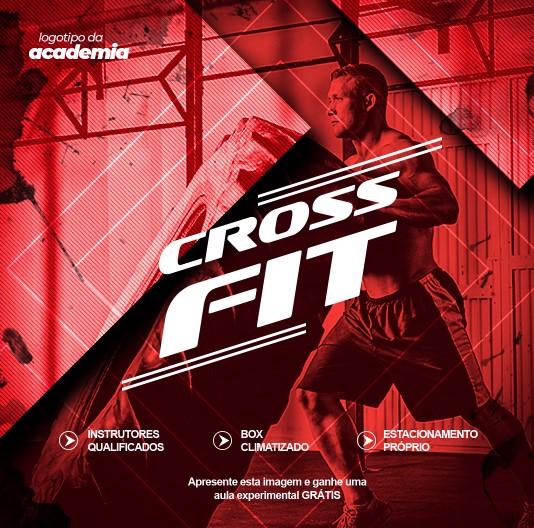 logotipo da
academia
CROSS
FIT
INSTRUTORES
QUALIFICADOS
BOX
CLIMATIZADO
ESTACIONAMENTO
PRÓPRIO
Apresente esta imagem e ganhe uma
aula experimental GRÁTIS